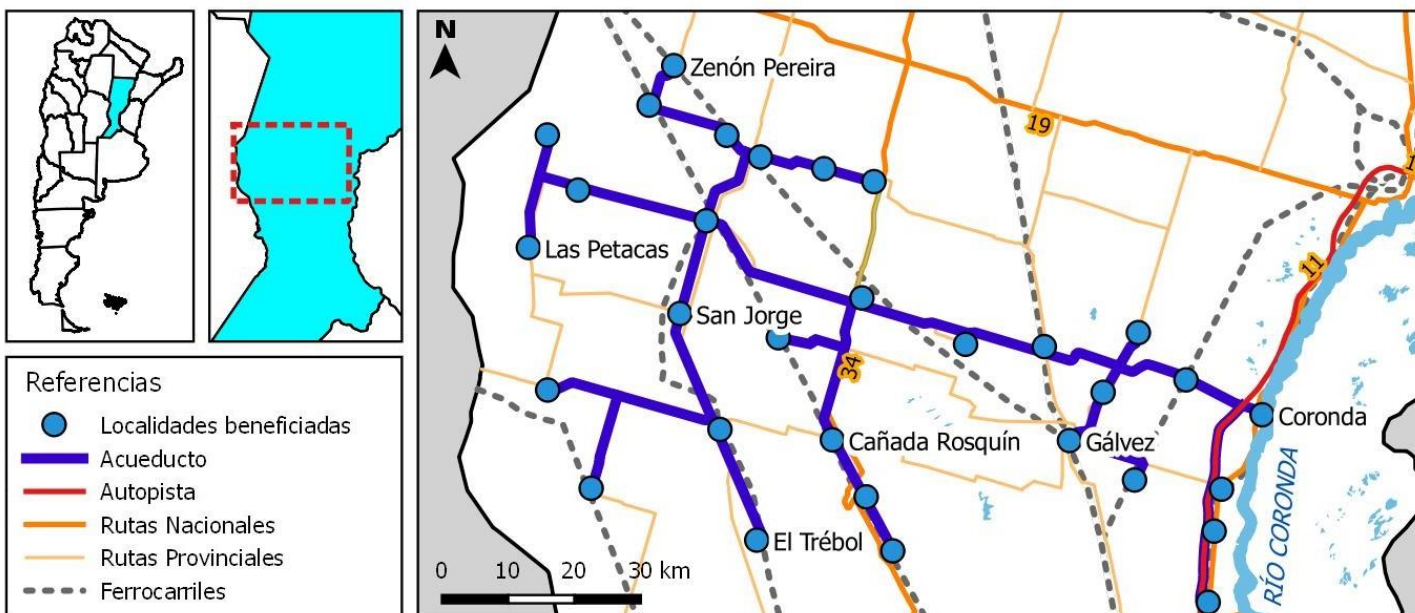 Referencias
Localidades beneficiadas
Acueducto
Autopista
Rutas Nacionales
Rutas Provinciales
Ferrocarriles
N
Zenón Pereira
19
Las Petacas
11
San Jorge
34
Coronda
Cañada Rosquín
Gálvez
RÍO CORONDA
El Trébol
0 10 20 30 km